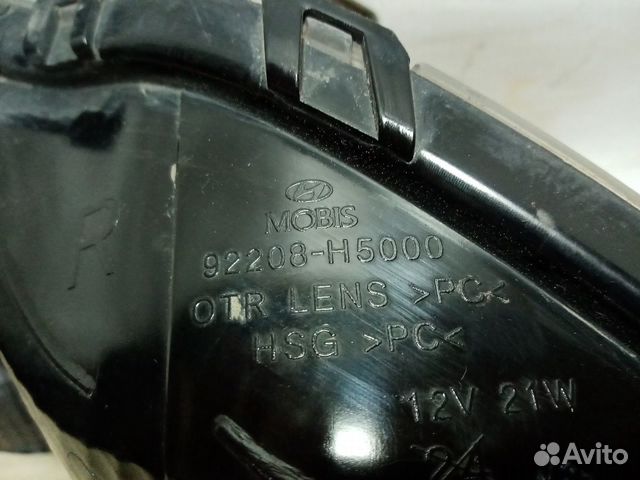 MOBIS
92208-H5000
R
OTR LENS >PC<
HSG >PC<
12V 21W
Avito